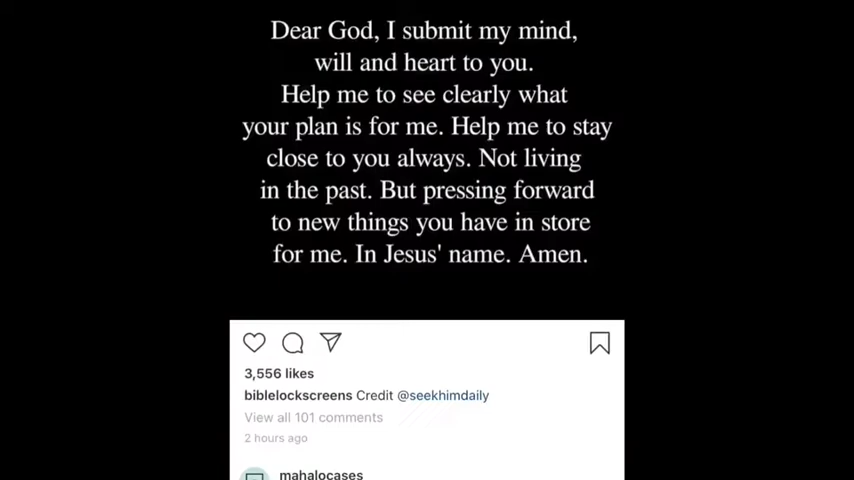 Dear God, I submit my mind,
will and heart to you.
Help me to see clearly what
your plan is for me. Help me to stay
close to you always. Not living
in the past. But pressing forward
to new things you have in store
for me. In Jesus' name. Amen.
3,556 likes
biblelockscreens Credit @seekhimdaily
View all 101 comments
2 hours ago
mahalocases